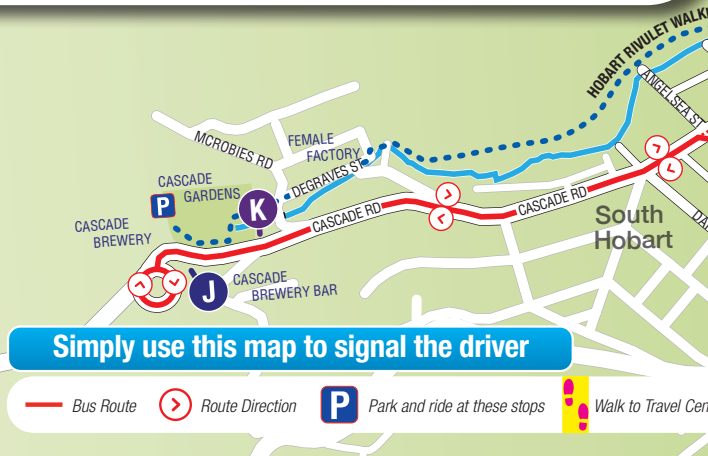 HOBART RIVULET
ANGELSEA ST
MCROBIES RD
FEMALE
FACTORY
DEGRAVES ST
CASCADE
GARDENS
P
K
CASCADE RD
CASCADE RD
South
Hobart
CASCADE
BREWERY
J
CASCADE
BREWERY BAR
Simply use this map to signal the driver
Bus Route
Route Direction
P
Park and ride at these stops
Walk to Travel